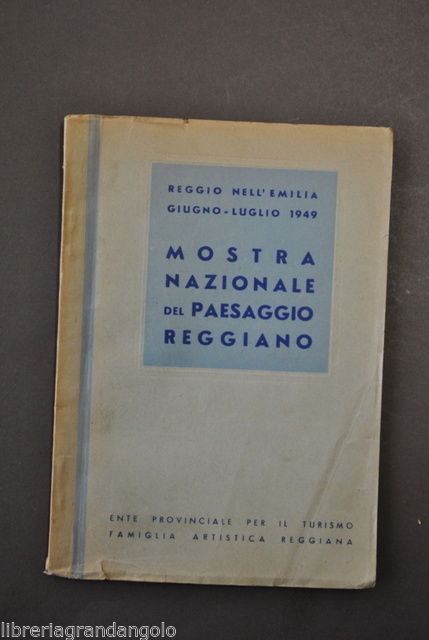 REGGIO NELL'EMILIA
GIUGNO-LUGLIO 1949
MOSTRA
NAZIONALE
DEL PAESAGGIO
REGGIANO
ENTE PROVINCIALE PER IL TURISMO
FAMIGLIA ARTISTICA REGGIANA
libreriagrandangolo